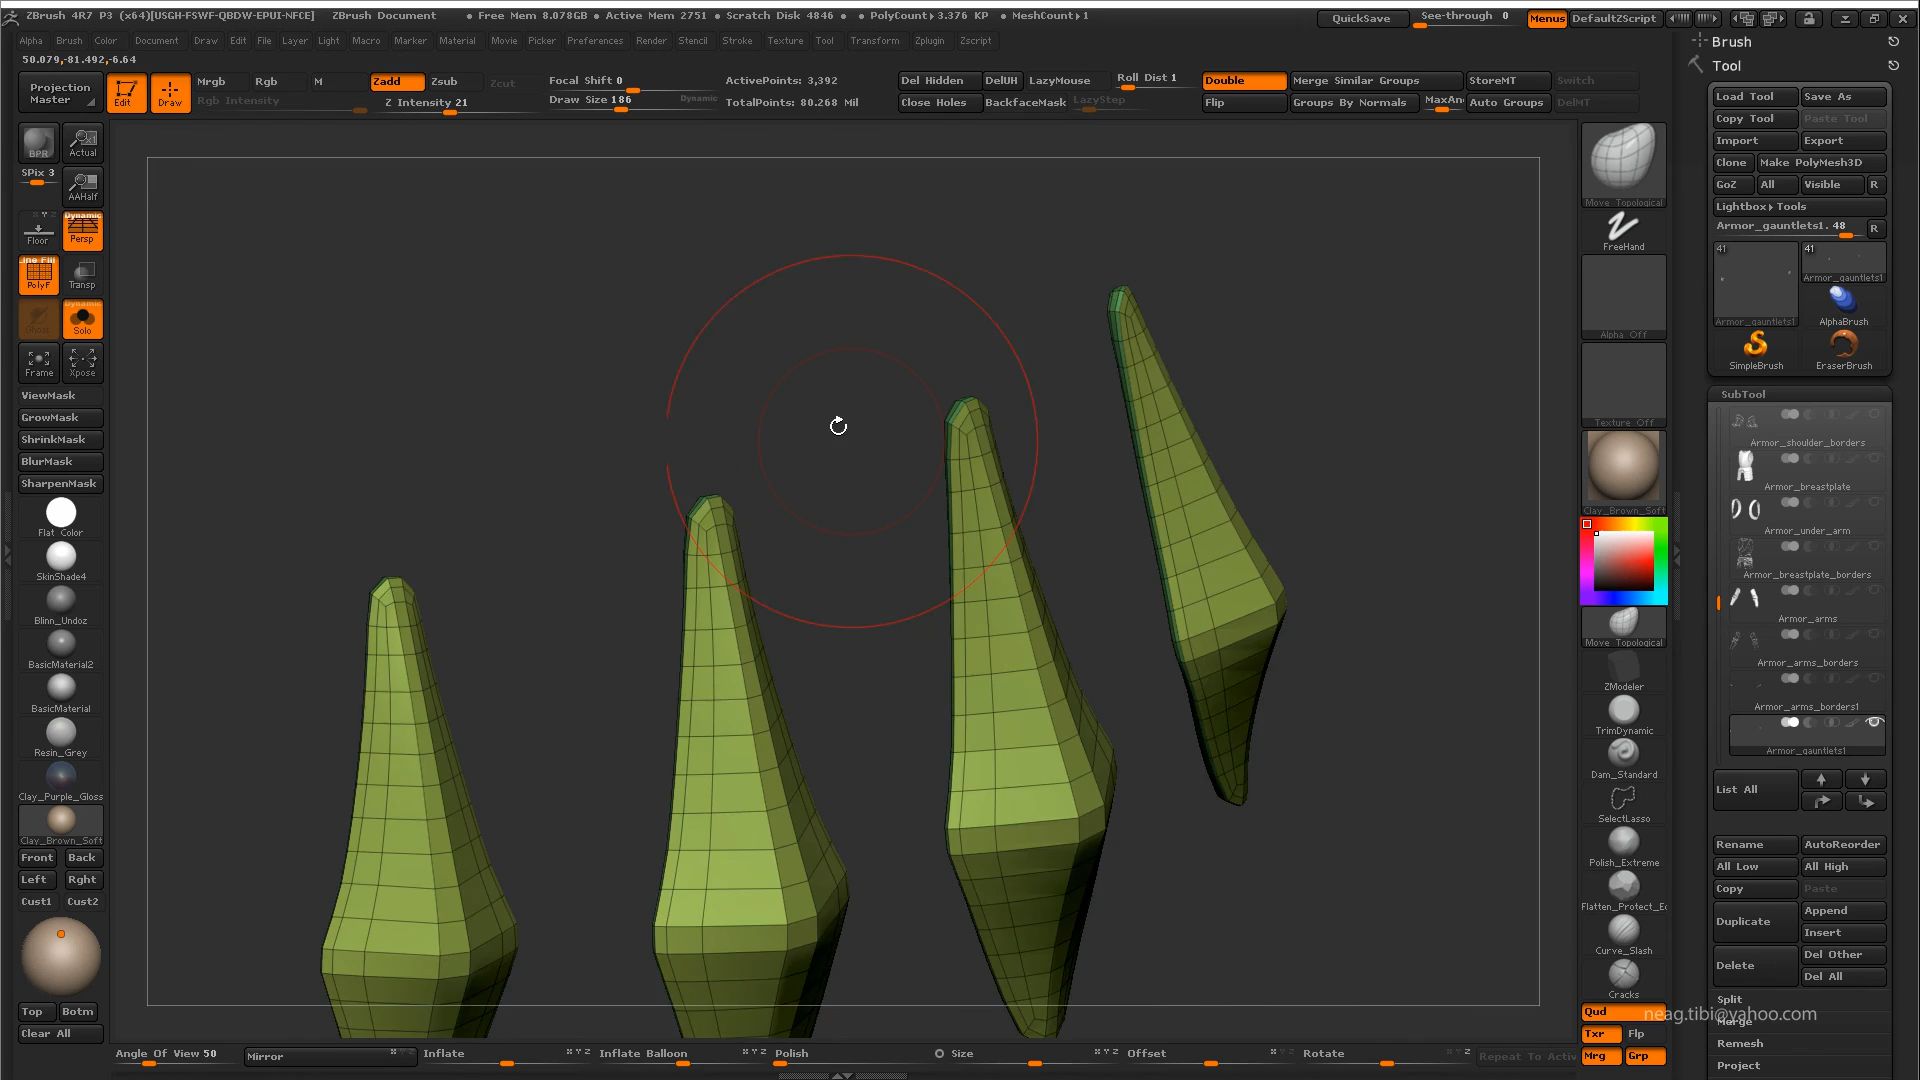 ZBrush 4R7 P3 (x64)[USGH-FSWF-QBDW-EPUI-NFCE] ZBrush Document • Free Mem 8.078GB • Active Mem 2751 • Scratch Disk 4846 • • PolyCount▸ 3.376 KP • MeshCount▸ 1 QuickSave See-through 0 Menus DefaultZScript
Alpha Brush Color Document Draw Edit File Layer Light Macro Marker Material Movie Picker Preferences Render Stencil Stroke Texture Tool Transform Zplugin Zscript
50.079,-81.492,-6.64
Projection Master
Edit
Draw
Mrgb Rgb M Zadd Zsub Zcut
Rgb Intensity
Z Intensity 21
Focal Shift 0
Draw Size 186 Dynamic
ActivePoints: 3,392
TotalPoints: 80.268 Mil
Del Hidden DelUH LazyMouse Roll Dist 1
Close Holes BackfaceMask LazyStep
Double Merge Similar Groups StoreMT Switch
Flip Groups By Normals MaxAn Auto Groups DelMT
BPR
Actual
SPix 3
AAHalf
Floor
Dynamic
Persp
Line Fill
PolyF
Transp
Ghost
Dynamic
Solo
Frame
Xpose
ViewMask
GrowMask
ShrinkMask
BlurMask
SharpenMask
Flat Color
SkinShade4
Blinn_Undoz
BasicMaterial2
BasicMaterial
Resin_Grey
Clay_Purple_Gloss
Clay_Brown_Soft
Front Back
Left Rght
Cust1 Cust2
Top Botm
Clear All
Angle Of View 50 Mirror Inflate Inflate Balloon Polish Size Offset Rotate Repeat To Activ
Move Topological
FreeHand
Alpha Off
Texture Off
Clay_Brown_Soft
Move Topological
ZModeler
TrimDynamic
Dam_Standard
SelectLasso
Polish_Extreme
Flatten_Protect_Ed
Curve_Slash
Cracks
Qud
Txr Flp
Mrg Grp
Brush
Tool
Load Tool Save As
Copy Tool Paste Tool
Import Export
Clone Make PolyMesh3D
GoZ All Visible R
Lightbox▸ Tools
Armor_gauntlets1. 48 R
41 41
Armor_gauntlets1
Armor_gauntlets1
AlphaBrush
SimpleBrush EraserBrush
SubTool
Armor_shoulder_borders
Armor_breastplate
Armor_under_arm
Armor_breastplate_borders
Armor_arms
Armor_arms_borders
Armor_arms_borders1
Armor_gauntlets1
List All
Rename AutoReorder
All Low All High
Copy Paste
Duplicate Append
Insert
Delete Del Other
Del All
Split
neag.tibi@yahoo.com
Merge
Remesh
Project